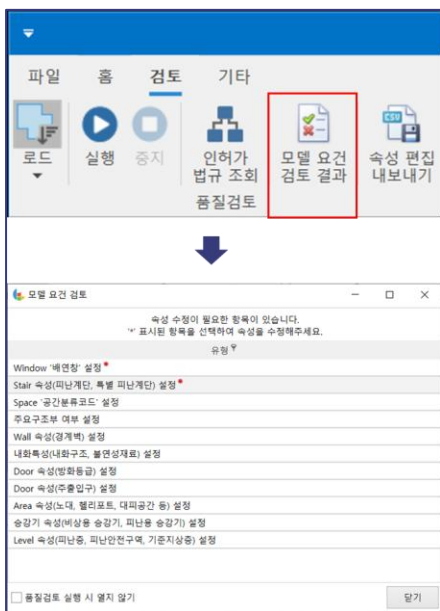 파일 홈 검토 기타
로드 실행 중지 인허가 법규 조회 모델 요건 검토 결과 CSV 속성 편집 내보내기
품질검토
모델 요건 검토
속성 수정이 필요한 항목이 있습니다.
'*' 표시된 항목을 선택하여 속성을 수정해주세요.
유형
Window '배연창' 설정*
Stair 속성(피난계단, 특별 피난계단) 설정*
Space '공간분류코드' 설정
주요구조부 여부 설정
Wall 속성(경계벽) 설정
내화특성(내화구조, 불연성재료) 설정
Door 속성(방화등급) 설정
Door 속성(주출입구) 설정
Area 속성(노대, 헬리포트, 대피공간 등) 설정
승강기 속성(비상용 승강기, 피난용 승강기) 설정
Level 속성(피난층, 피난안전구역, 기준지상층) 설정
품질검토 실행 시 열지 않기 닫기